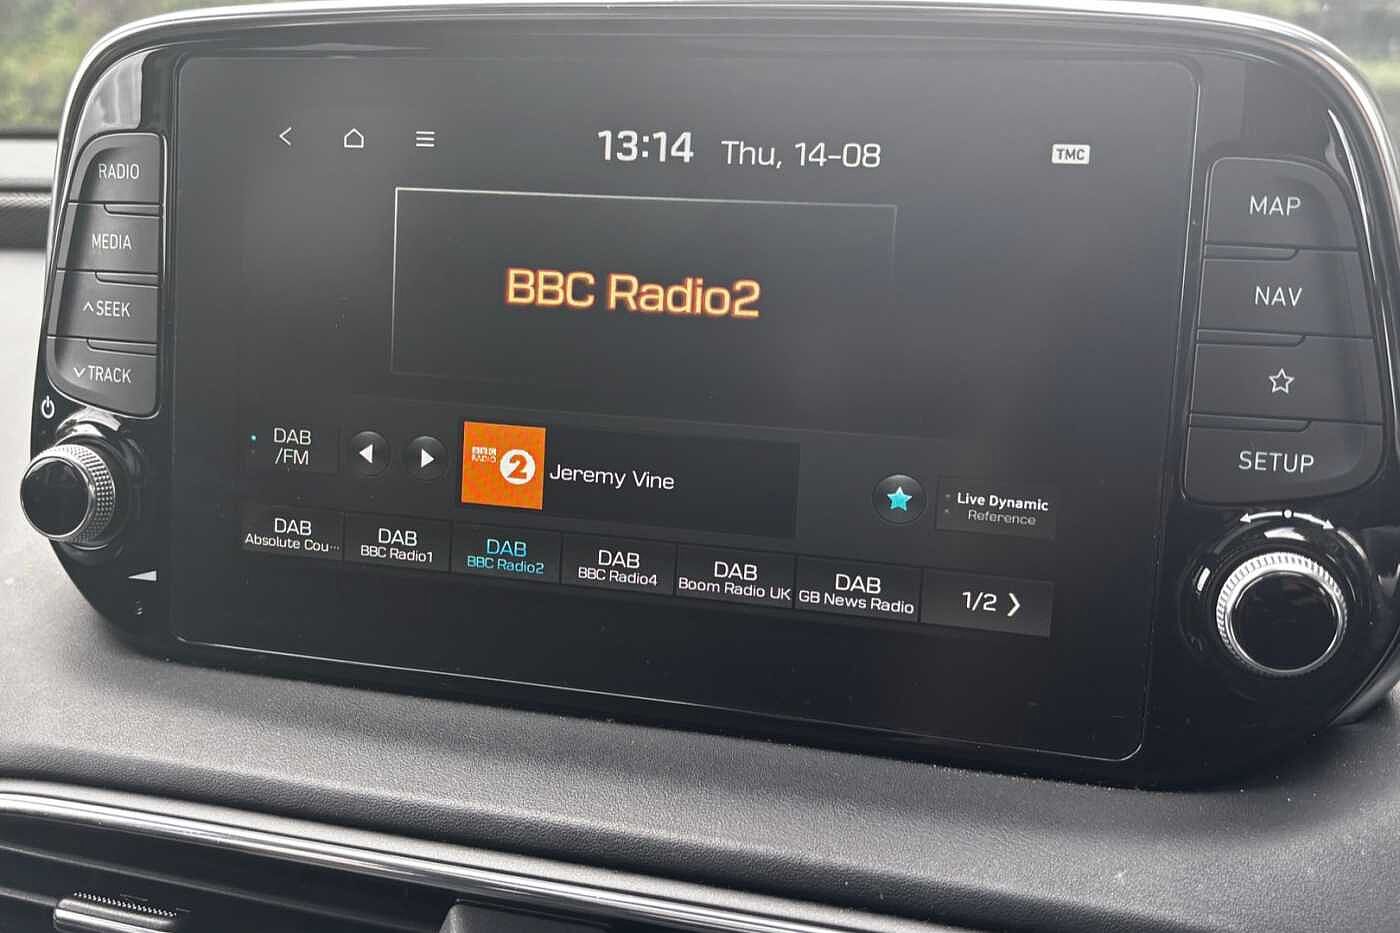 13:14 Thu, 14-08
TMC
RADIO
MEDIA
SEEK
TRACK
MAP
NAV
SETUP
BBC Radio2
DAB
/FM
BBC
RADIO
2
Jeremy Vine
Live Dynamic
Reference
DAB
Absolute Cou...
DAB
BBC Radio1
DAB
BBC Radio2
DAB
BBC Radio4
DAB
Boom Radio UK
DAB
GB News Radio
1/2